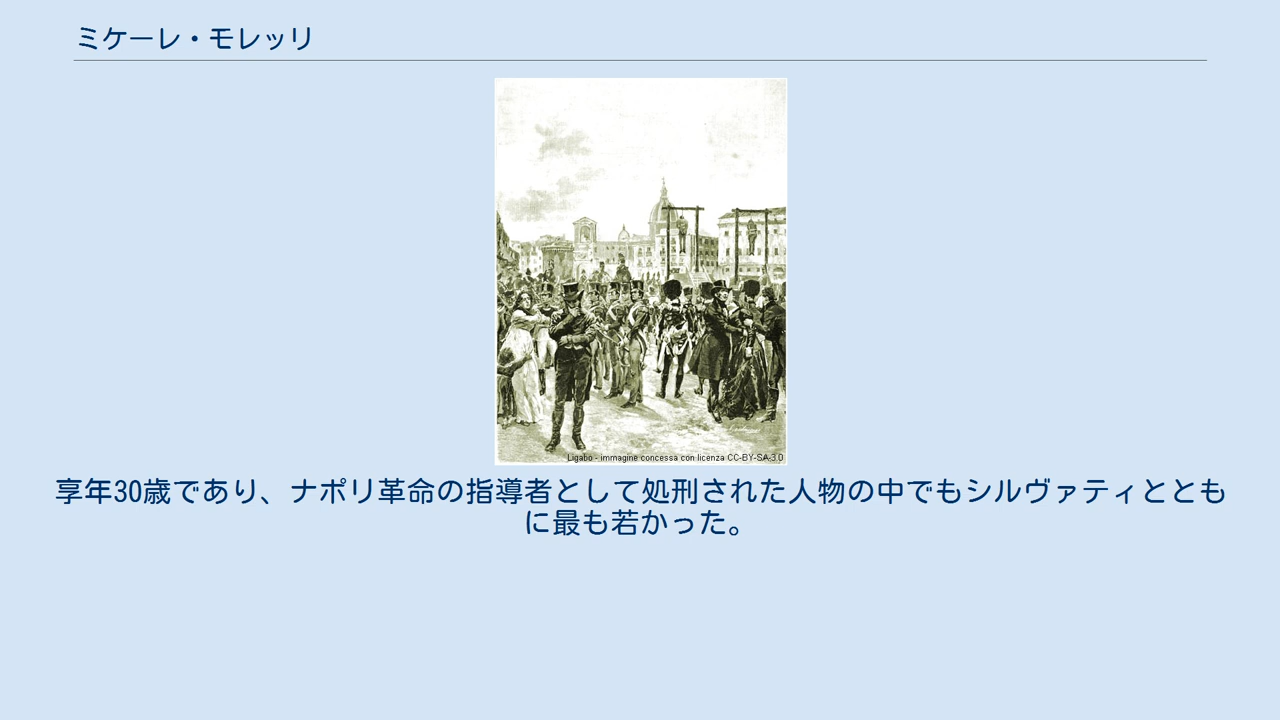 ミケーレ・モレッリ
Ligabo - immagine concessa con licenza CC-BY-SA-3.0
享年30歳であり、ナポリ革命の指導者として処刑された人物の中でもシルヴァティととも
に最も若かった。